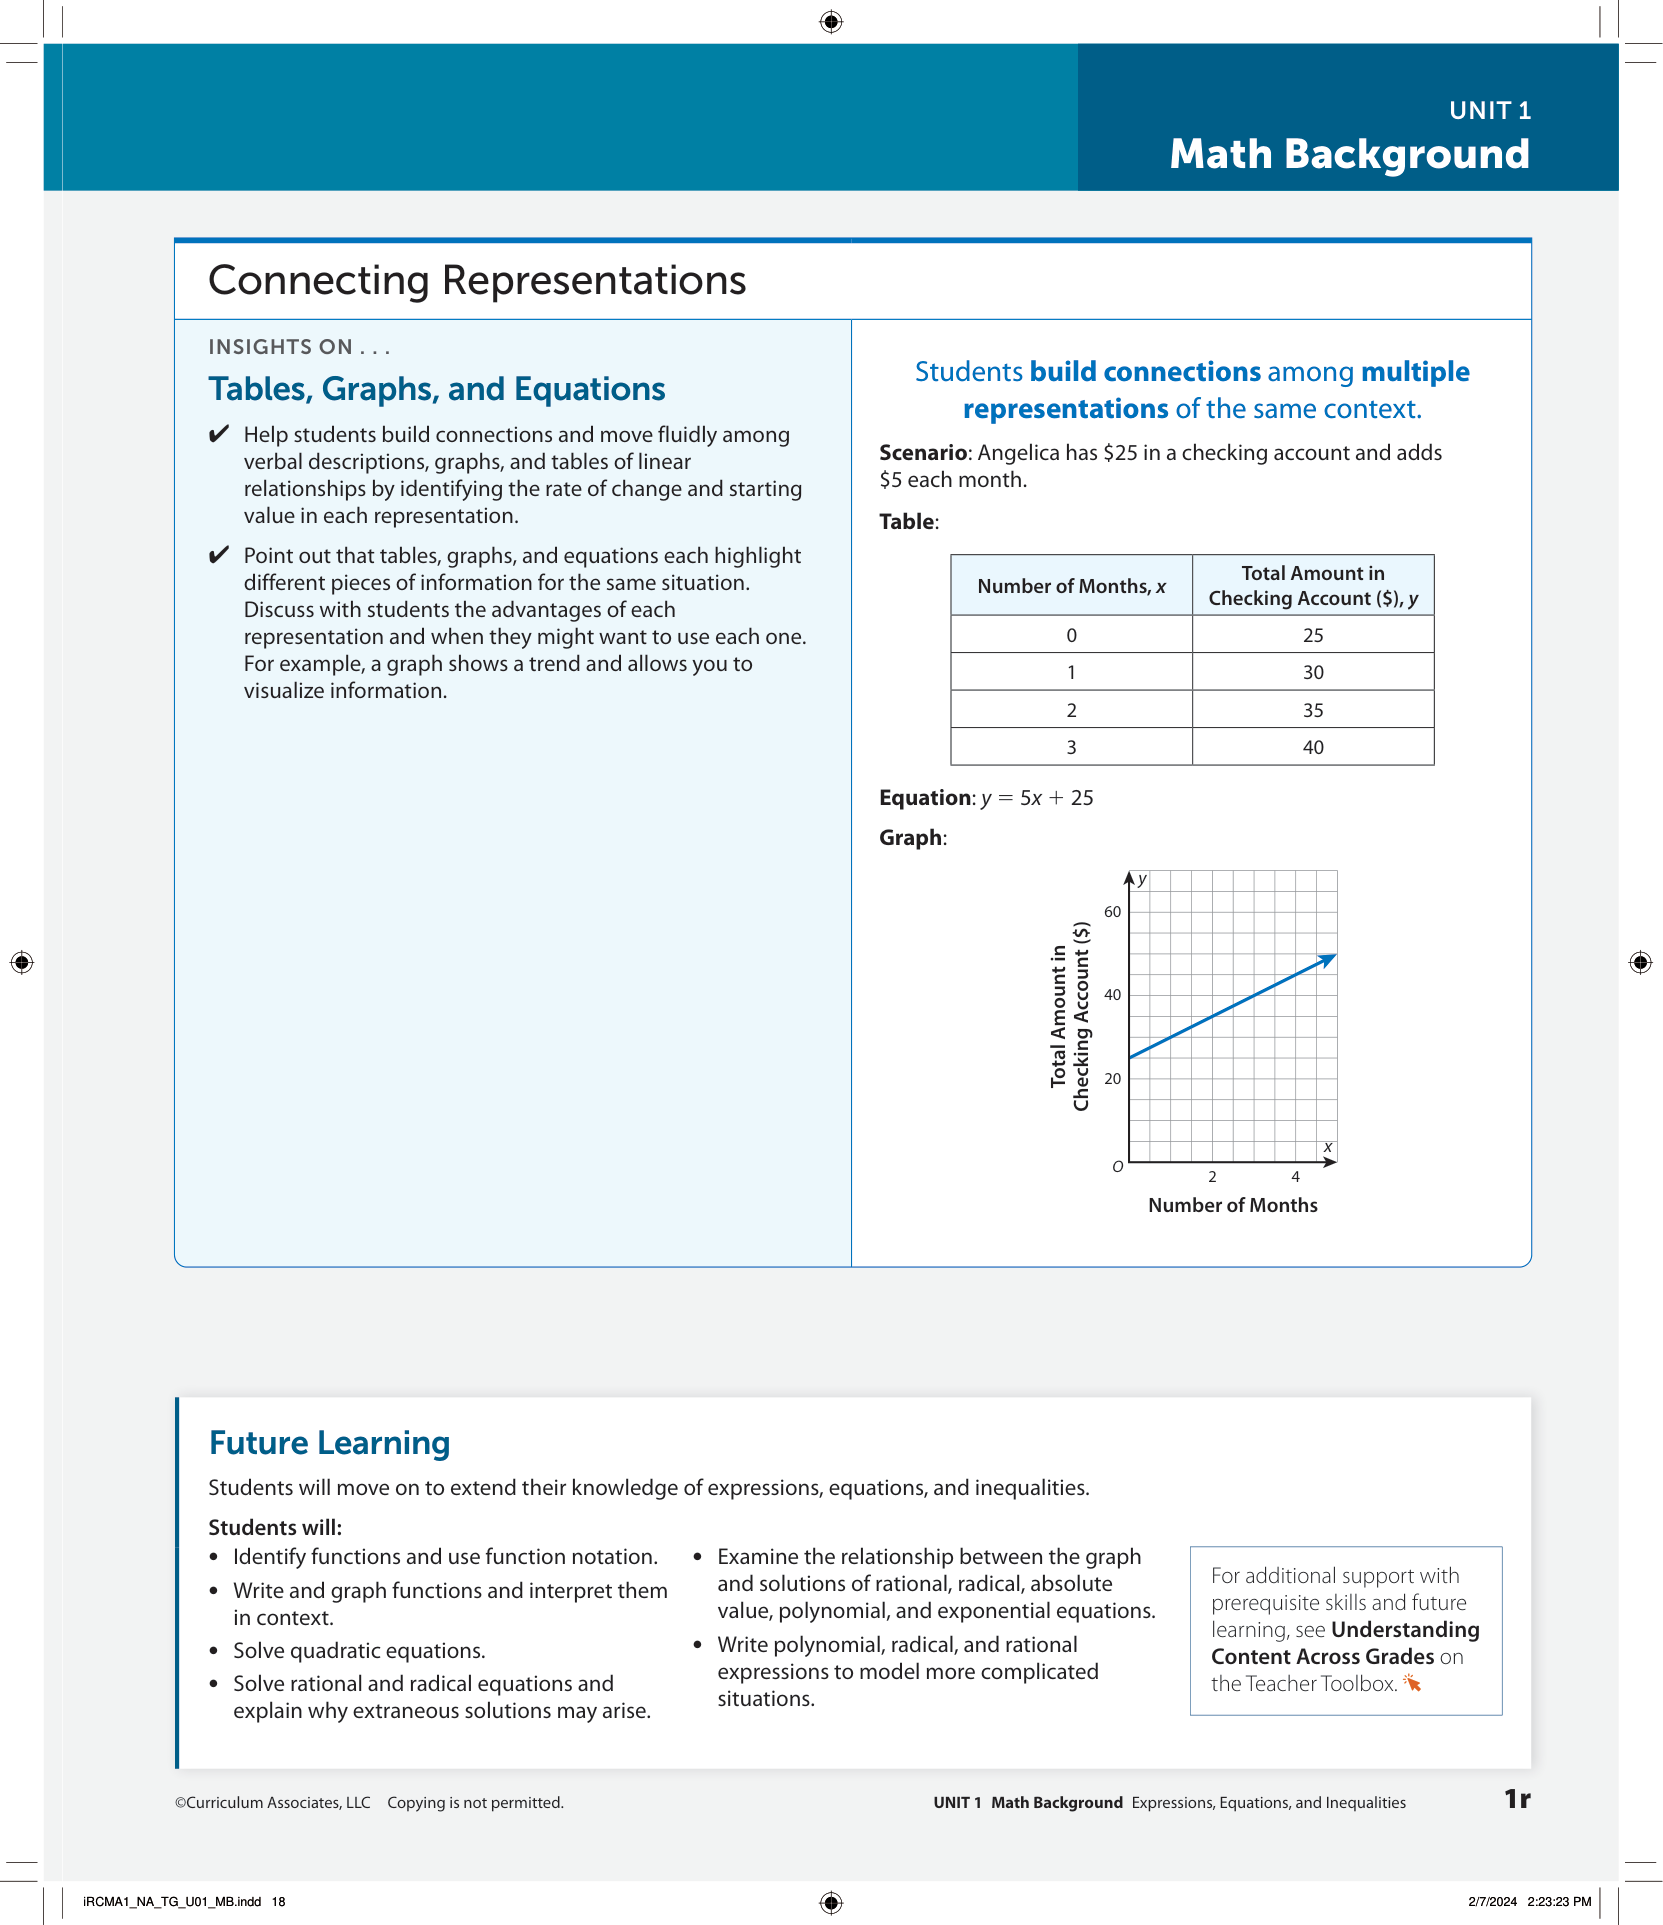 UNIT 1
Math Background
Connecting Representations
INSIGHTS ON . . .
Tables, Graphs, and Equations
✔ Help students build connections and move fluidly among
verbal descriptions, graphs, and tables of linear
relationships by identifying the rate of change and starting
value in each representation.
✔ Point out that tables, graphs, and equations each highlight
different pieces of information for the same situation.
Discuss with students the advantages of each
representation and when they might want to use each one.
For example, a graph shows a trend and allows you to
visualize information.
Students build connections among multiple
representations of the same context.
Scenario: Angelica has $25 in a checking account and adds
$5 each month.
Table:
Number of Months, x
Total Amount in
Checking Account ($), y
0 25
1 30
2 35
3 40
Equation: y = 5x + 25
Graph:
y
60
40
20
O
2 4
x
Total Amount in
Checking Account ($)
Number of Months
Future Learning
Students will move on to extend their knowledge of expressions, equations, and inequalities.
Students will:
• Identify functions and use function notation.
• Write and graph functions and interpret them
in context.
• Solve quadratic equations.
• Solve rational and radical equations and
explain why extraneous solutions may arise.
• Examine the relationship between the graph
and solutions of rational, radical, absolute
value, polynomial, and exponential equations.
• Write polynomial, radical, and rational
expressions to model more complicated
situations.
For additional support with
prerequisite skills and future
learning, see Understanding
Content Across Grades on
the Teacher Toolbox.
©Curriculum Associates, LLC Copying is not permitted.
UNIT 1 Math Background Expressions, Equations, and Inequalities
1r
iRCMA1_NA_TG_U01_MB.indd 18
2/7/2024 2:23:23 PM